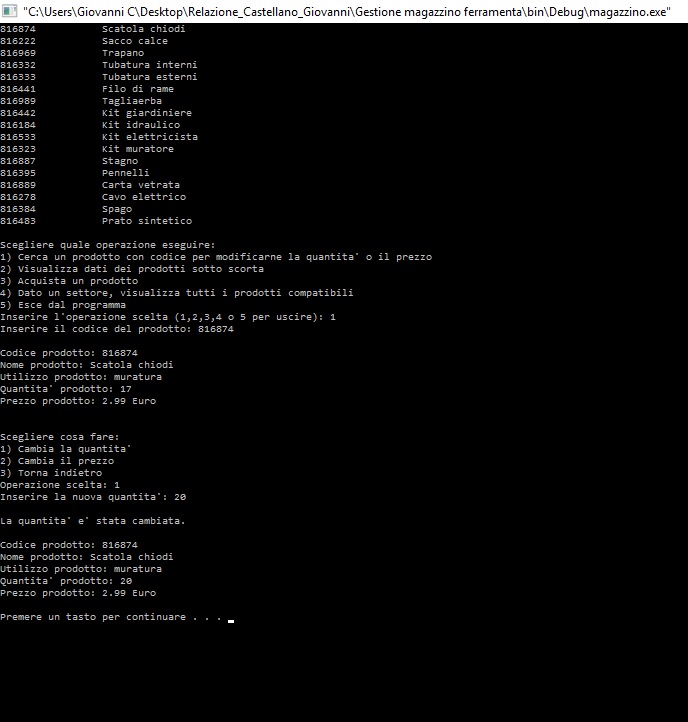 "C:\Users\Giovanni C\Desktop\Relazione_Castellano_Giovanni\Gestione magazzino ferramenta\bin\Debug\magazzino.exe"
816874 Scatola chiodi
816222 Sacco calce
816969 Trapano
816332 Tubatura interni
816333 Tubatura esterni
816441 Filo di rame
816989 Tagliaerba
816442 Kit giardiniere
816184 Kit idraulico
816533 Kit elettricista
816323 Kit muratore
816887 Stagno
816395 Pennelli
816889 Carta vetrata
816278 Cavo elettrico
816384 Spago
816483 Prato sintetico
Scegliere quale operazione eseguire:
1) Cerca un prodotto con codice per modificarne la quantita' o il prezzo
2) Visualizza dati dei prodotti sotto scorta
3) Acquista un prodotto
4) Dato un settore, visualizza tutti i prodotti compatibili
5) Esce dal programma
Inserire l'operazione scelta (1,2,3,4 o 5 per uscire): 1
Inserire il codice del prodotto: 816874
Codice prodotto: 816874
Nome prodotto: Scatola chiodi
Utilizzo prodotto: muratura
Quantita' prodotto: 17
Prezzo prodotto: 2.99 Euro
Scegliere cosa fare:
1) Cambia la quantita'
2) Cambia il prezzo
3) Torna indietro
Operazione scelta: 1
Inserire la nuova quantita': 20
La quantita' e' stata cambiata.
Codice prodotto: 816874
Nome prodotto: Scatola chiodi
Utilizzo prodotto: muratura
Quantita' prodotto: 20
Prezzo prodotto: 2.99 Euro
Premere un tasto per continuare . . .